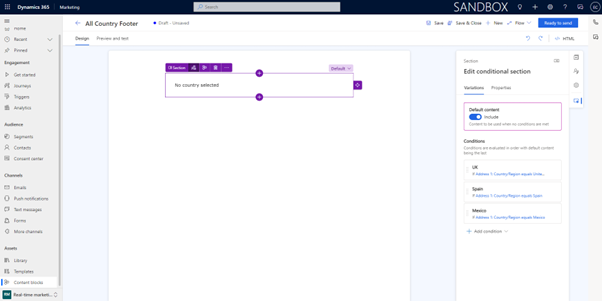 Dynamics 365
Marketing
Search
SANDBOX
EC
All Country Footer
Draft - Unsaved
Save
Save & Close
New
Flow
Ready to send
Design
Preview and test
HTML
Home
Recent
Pinned
Engagement
Get started
Journeys
Triggers
Analytics
Audience
Segments
Contacts
Consent center
Channels
Emails
Push notifications
Text messages
Forms
More channels
Assets
Library
Templates
Content blocks
RM
Real-time marketi...
Section
Default
No country selected
Section
Edit conditional section
Variations
Properties
Default content
Include
Content to be used when no conditions are met
Conditions
Conditions are evaluated in order with default content being the last
UK
If Address 1: Country/Region equals Unite...
Spain
If Address 1: Country/Region equals Spain
Mexico
If Address 1: Country/Region equals Mexico
Add condition